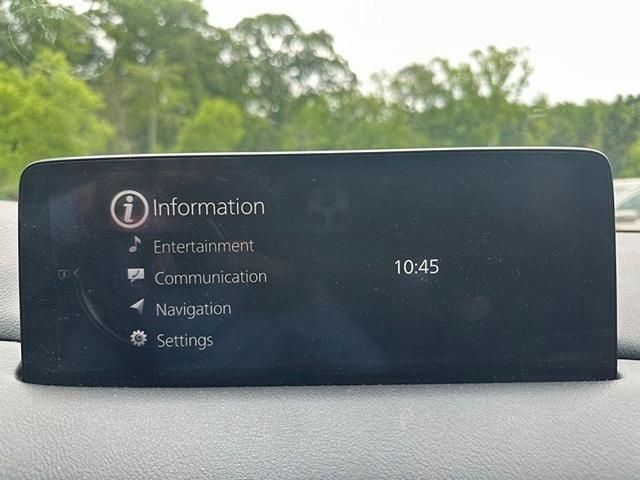 Information
Entertainment
Communication
10:45
Navigation
Settings